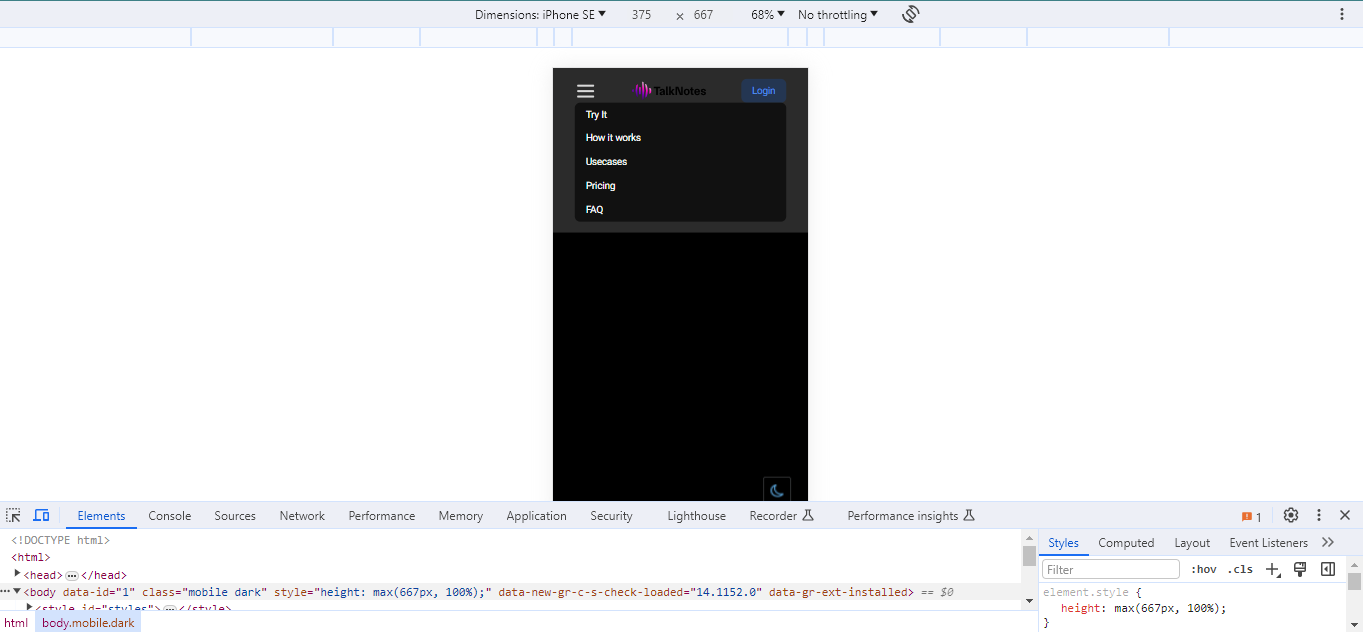 Dimensions: iPhone SE 375 × 667 68% No throttling
TalkNotes Login
Try It
How it works
Usecases
Pricing
FAQ
Elements Console Sources Network Performance Memory Application Security Lighthouse Recorder Performance insights 1
<!DOCTYPE html>
<html>
<head> … </head>
<body data-id="1" class="mobile dark" style="height: max(667px, 100%);" data-new-gr-c-s-check-loaded="14.1152.0" data-gr-ext-installed> == $0
<style id="styles"> … </style>
html body.mobile.dark
Styles Computed Layout Event Listeners
Filter :hov .cls
element.style {
height: max(667px, 100%);
}